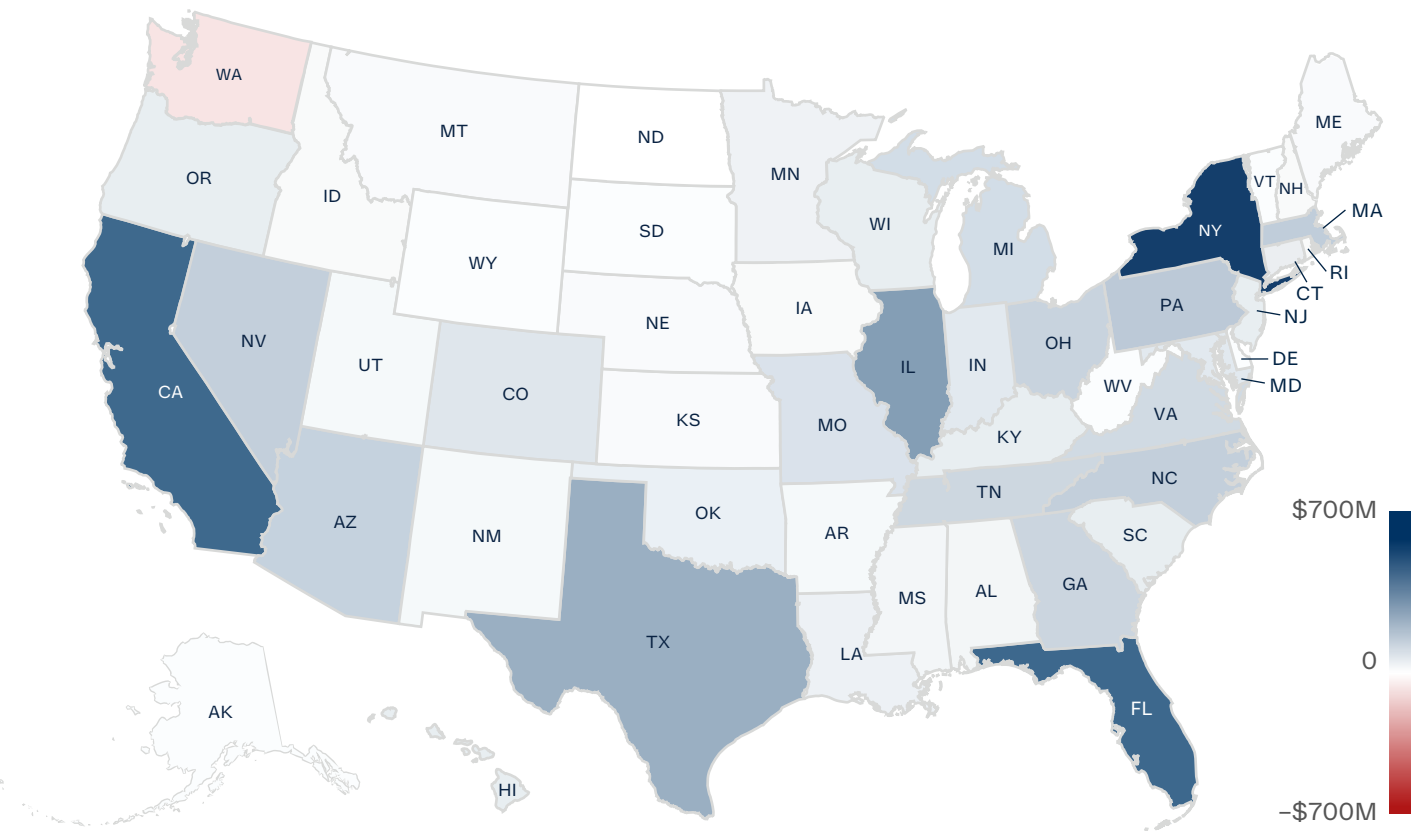 WA
MT
ND
ME
OR
MN
VT
NH
ID
MA
WI
SD
NY
MI
WY
RI
CT
PA
IA
NJ
NE
NV
OH
DE
UT
IN
IL
MD
WV
CA
CO
VA
KS
MO
KY
NC
TN
$700M
OK
AZ
AR
SC
NM
GA
AL
MS
TX
LA
0
FL
AK
HI
−$700M